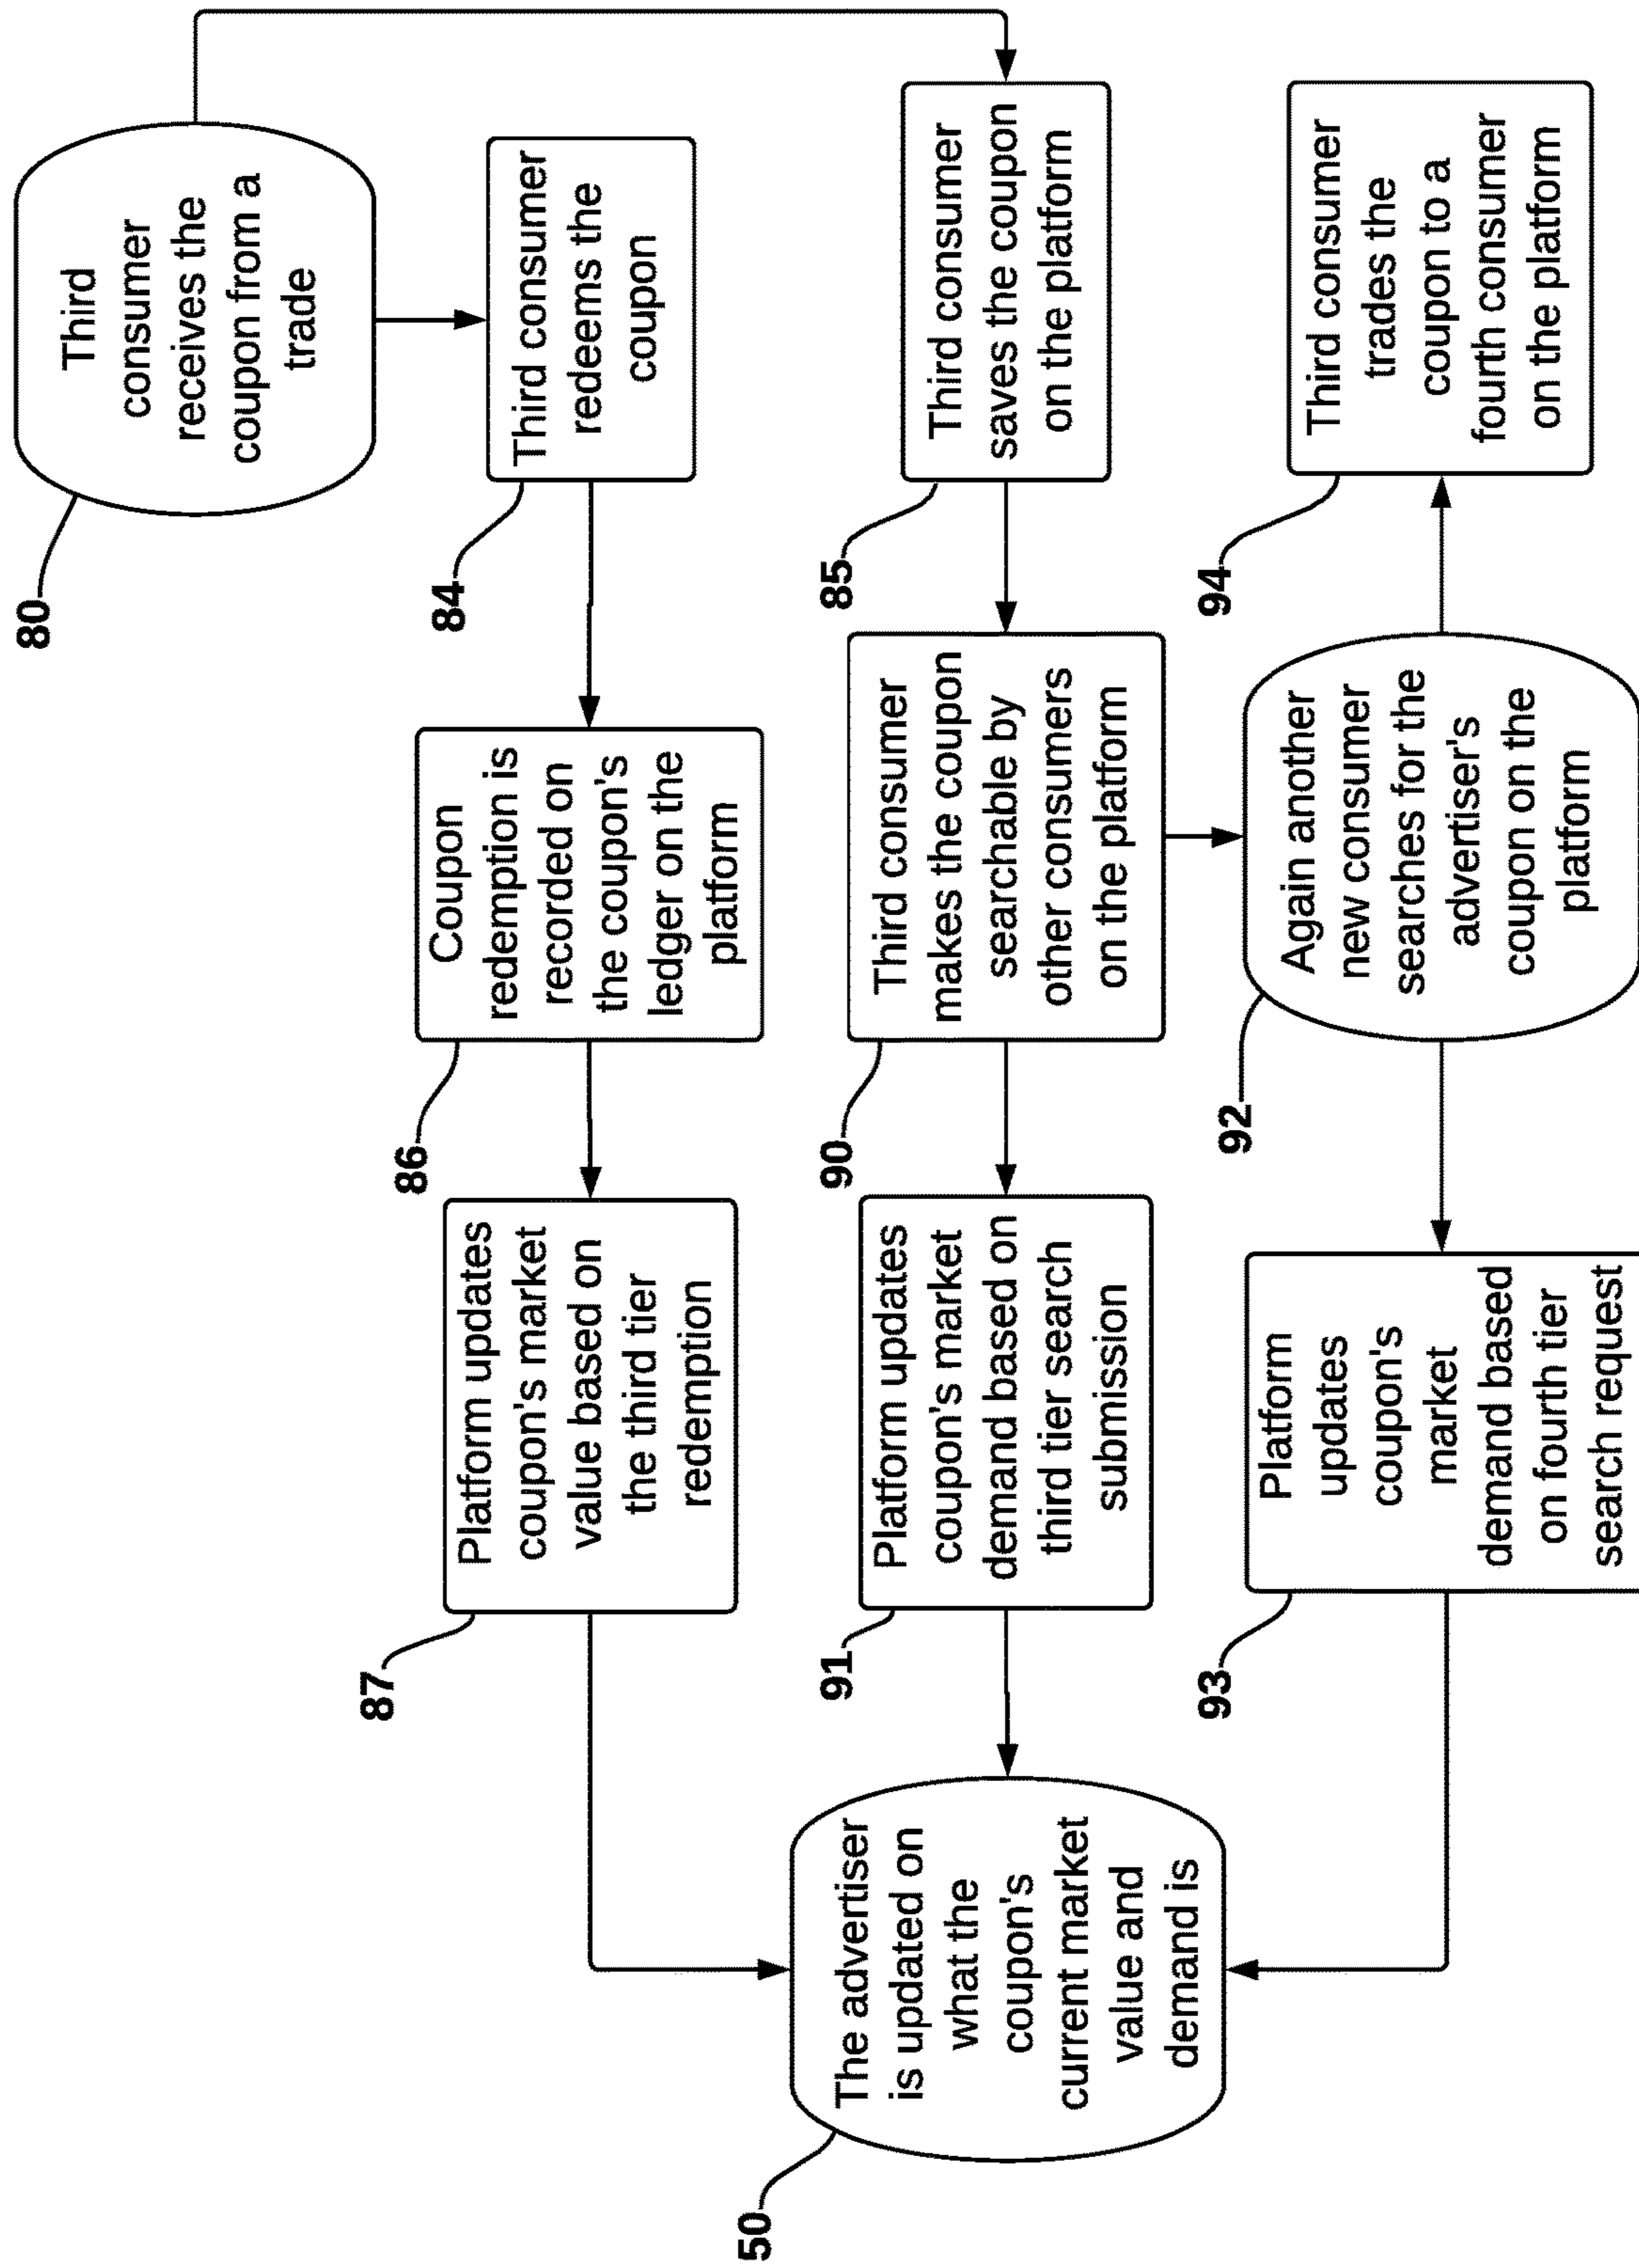 80
Third
consumer
receives the
coupon from a
trade
84
Third consumer
redeems the
coupon
86
Coupon
redemption is
recorded on
the coupon's
ledger on the
platform
87
Platform updates
coupon's market
value based on
the third tier
redemption
85
Third consumer
saves the coupon
on the platform
90
Third consumer
makes the coupon
searchable by
other consumers
on the platform
91
Platform updates
coupon's market
demand based on
third tier search
submission
50
The advertiser
is updated on
what the
coupon's
current market
value and
demand is
94
Third consumer
trades the
coupon to a
fourth consumer
on the platform
92
Again another
new consumer
searches for the
advertiser's
coupon on the
platform
93
Platform
updates
coupon's
market
demand based
on fourth tier
search request